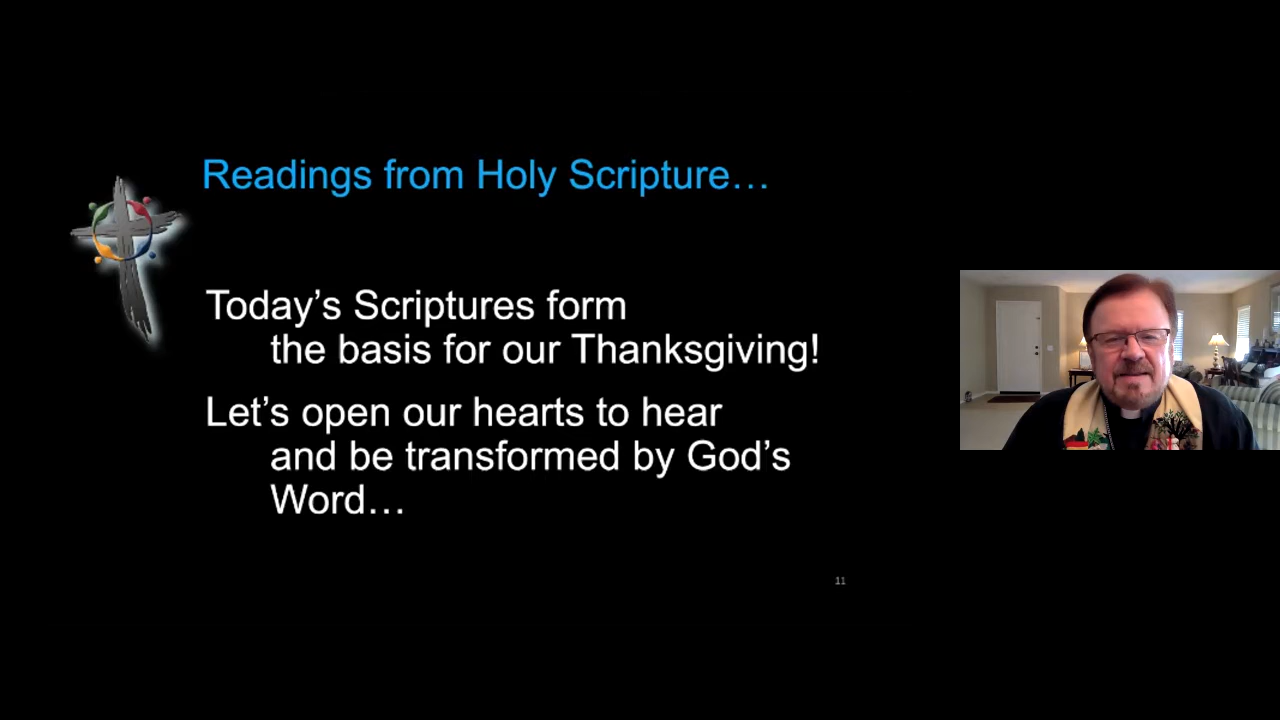 Readings from Holy Scripture…
Today’s Scriptures form
the basis for our Thanksgiving!
Let’s open our hearts to hear
and be transformed by God’s
Word…
11